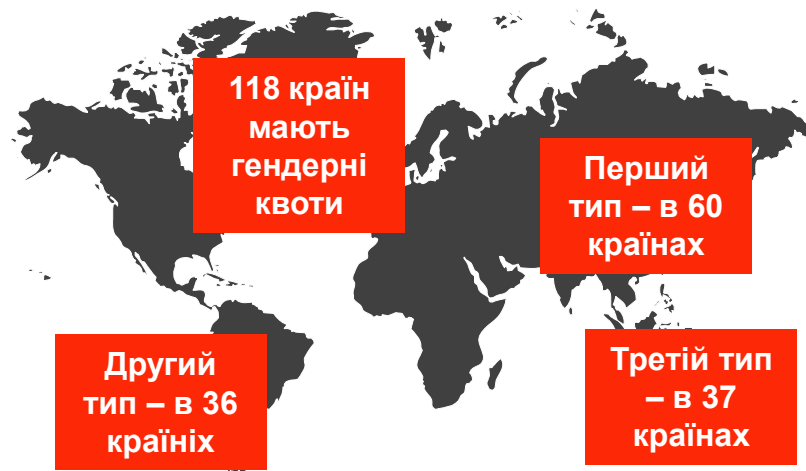 118 країн
мають
гендерні
квоти
Перший
тип – в 60
країнах
Другий
тип – в 36
країніх
Третій тип
– в 37
країнах